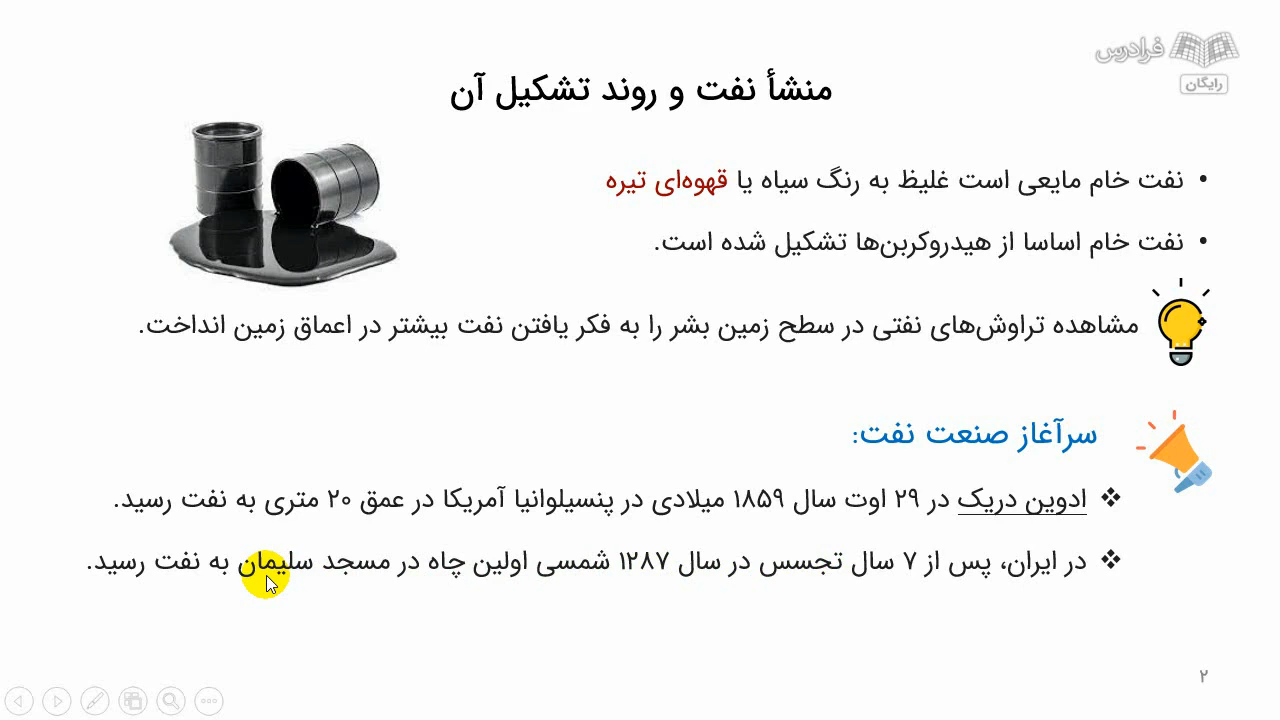 فرادرس
رایگان
منشأ نفت و روند تشکیل آن
• نفت خام مایعی است غلیظ به رنگ سیاه یا قهوه‌ای تیره
• نفت خام اساسا از هیدروکربن‌ها تشکیل شده است.
مشاهده تراوش‌های نفتی در سطح زمین بشر را به فکر یافتن نفت بیشتر در اعماق زمین انداخت.
سرآغاز صنعت نفت:
❖ ادوین دریک در ۲۹ اوت سال ۱۸۵۹ میلادی در پنسیلوانیا آمریکا در عمق ۲۰ متری به نفت رسید.
❖ در ایران، پس از ۷ سال تجسس در سال ۱۲۸۷ شمسی اولین چاه در مسجد سلیمان به نفت رسید.
۲